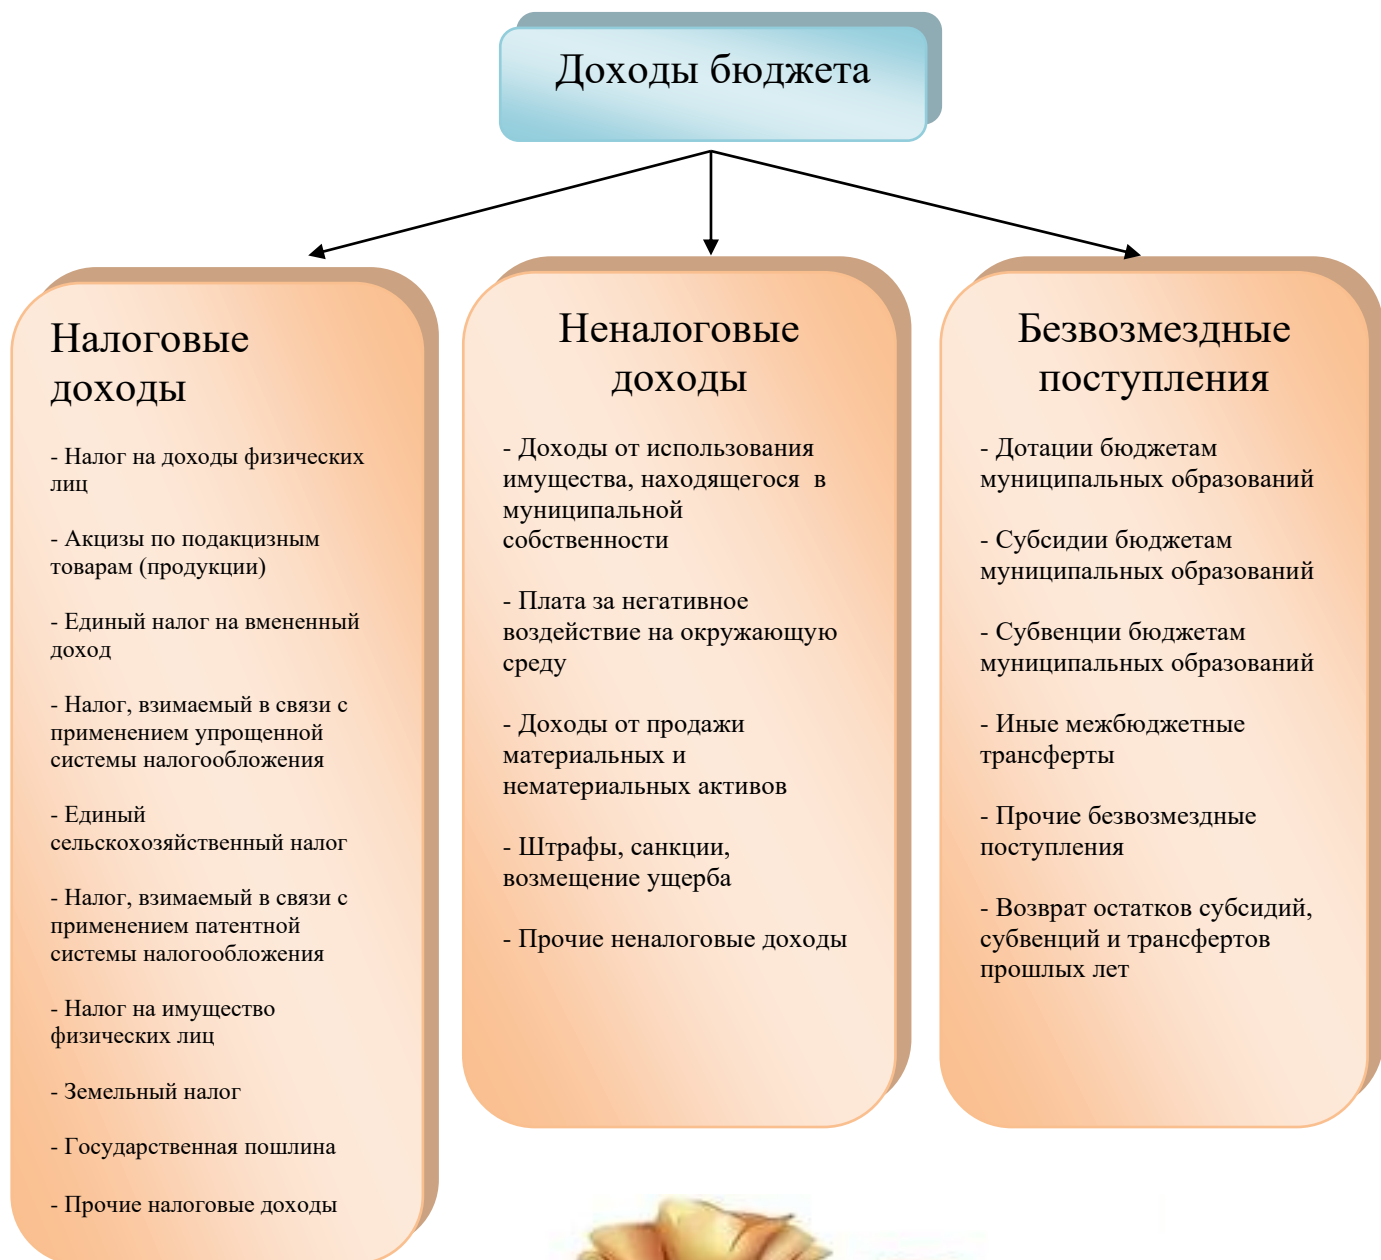 Доходы бюджета
Налоговые
доходы
- Налог на доходы физических
лиц
- Акцизы по подакцизным
товарам (продукции)
- Единый налог на вмененный
доход
- Налог, взимаемый в связи с
применением упрощенной
системы налогообложения
- Единый
сельскохозяйственный налог
- Налог, взимаемый в связи с
применением патентной
системы налогообложения
- Налог на имущество
физических лиц
- Земельный налог
- Государственная пошлина
- Прочие налоговые доходы
Неналоговые
доходы
- Доходы от использования
имущества, находящегося  в
муниципальной
собственности
- Плата за негативное
воздействие на окружающую
среду
- Доходы от продажи
материальных и
нематериальных активов
- Штрафы, санкции,
возмещение ущерба
- Прочие неналоговые доходы
Безвозмездные
поступления
- Дотации бюджетам
муниципальных образований
- Субсидии бюджетам
муниципальных образований
- Субвенции бюджетам
муниципальных образований
- Иные межбюджетные
трансферты
- Прочие безвозмездные
поступления
- Возврат остатков субсидий,
субвенций и трансфертов
прошлых лет